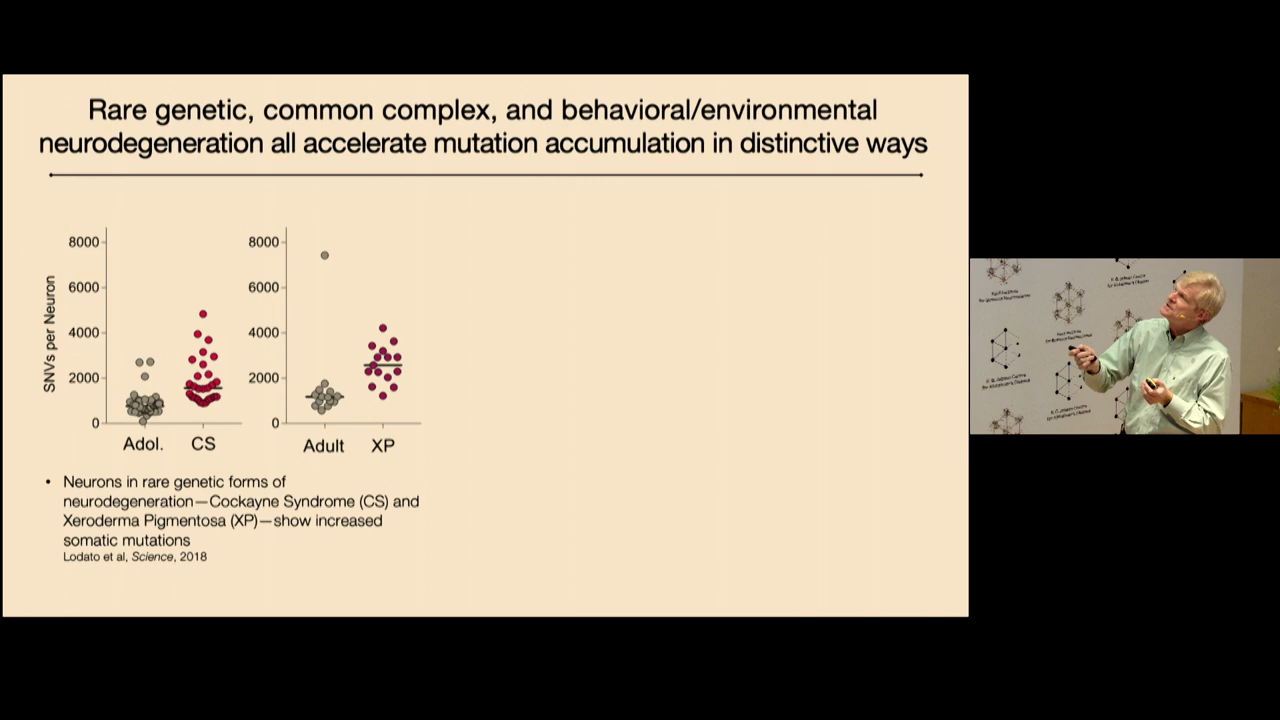 Rare genetic, common complex, and behavioral/environmental
neurodegeneration all accelerate mutation accumulation in distinctive ways
SNVs per Neuron
8000
6000
4000
2000
0
Adol. CS
8000
6000
4000
2000
0
Adult XP
• Neurons in rare genetic forms of
neurodegeneration—Cockayne Syndrome (CS) and
Xeroderma Pigmentosa (XP)—show increased
somatic mutations
Lodato et al, Science, 2018